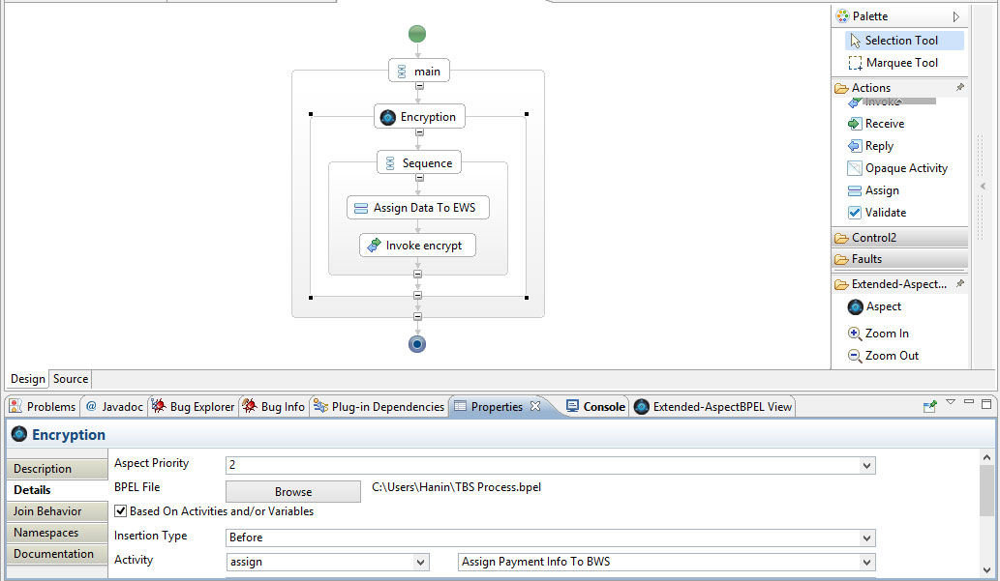 Palette
Selection Tool
Marquee Tool
Actions
Invoke
Receive
Reply
Opaque Activity
Assign
Validate
Control2
Faults
Extended-Aspect...
Aspect
Zoom In
Zoom Out
main
Encryption
Sequence
Assign Data To EWS
Invoke encrypt
Design Source
Problems @ Javadoc Bug Explorer Bug Info Plug-in Dependencies Properties Console Extended-AspectBPEL View
Encryption
Description
Details
Join Behavior
Namespaces
Documentation
Aspect Priority 2
BPEL File Browse C:\Users\Hanin\TBS Process.bpel
Based On Activities and/or Variables
Insertion Type Before
Activity assign Assign Payment Info To BWS